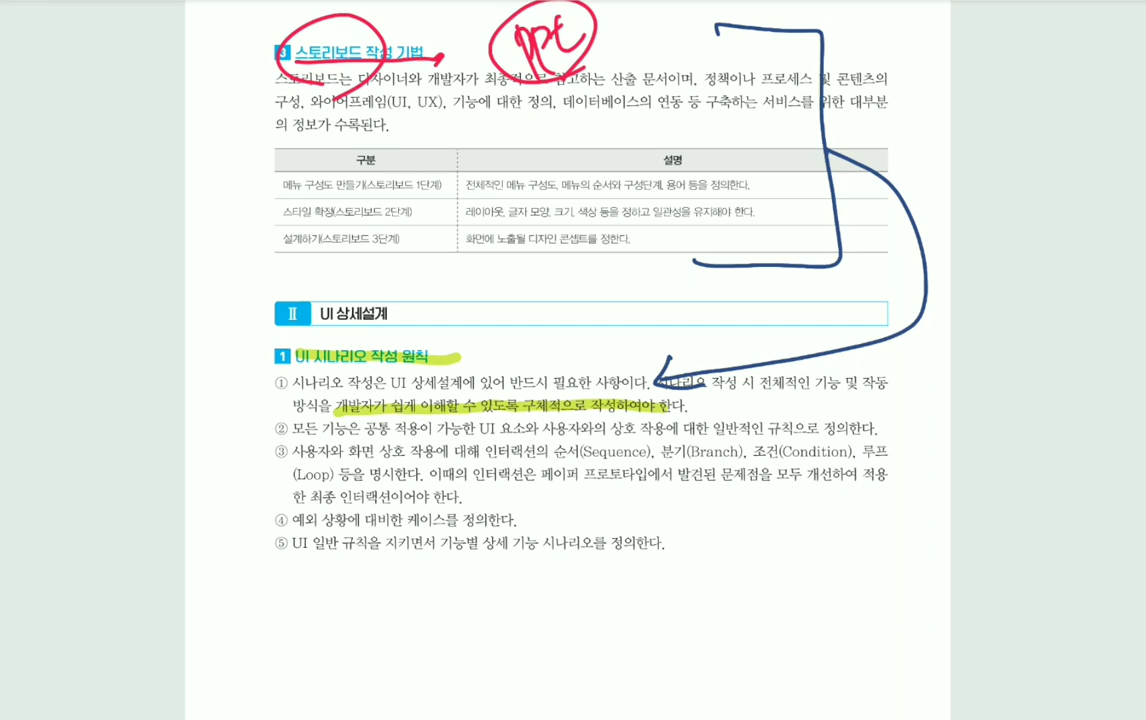 3 스토리보드 작성 기법
ppt
스토리보드는 디자이너와 개발자가 최종적으로 참고하는 산출 문서이며, 정책이나 프로세스 및 콘텐츠의
구성, 와이어프레임(UI, UX), 기능에 대한 정의, 데이터베이스의 연동 등 구축하는 서비스를 위한 대부분
의 정보가 수록된다.
구분 설명
메뉴 구성도 만들기(스토리보드 1단계) 전체적인 메뉴 구성도, 메뉴의 순서와 구성단계, 용어 등을 정의한다.
스타일 확정(스토리보드 2단계) 레이아웃, 글자 모양, 크기, 색상 등을 정하고 일관성을 유지해야 한다.
설계하기(스토리보드 3단계) 화면에 노출될 디자인 콘셉트를 정한다.
Ⅱ UI 상세설계
1 UI 시나리오 작성 원칙
① 시나리오 작성은 UI 상세설계에 있어 반드시 필요한 사항이다. 시나리오 작성 시 전체적인 기능 및 작동
방식을 개발자가 쉽게 이해할 수 있도록 구체적으로 작성하여야 한다.
② 모든 기능은 공통 적용이 가능한 UI 요소와 사용자와의 상호 작용에 대한 일반적인 규칙으로 정의한다.
③ 사용자와 화면 상호 작용에 대해 인터랙션의 순서(Sequence), 분기(Branch), 조건(Condition), 루프
(Loop) 등을 명시한다. 이때의 인터랙션은 페이퍼 프로토타입에서 발견된 문제점을 모두 개선하여 적용
한 최종 인터랙션이어야 한다.
④ 예외 상황에 대비한 케이스를 정의한다.
⑤ UI 일반 규칙을 지키면서 기능별 상세 기능 시나리오를 정의한다.